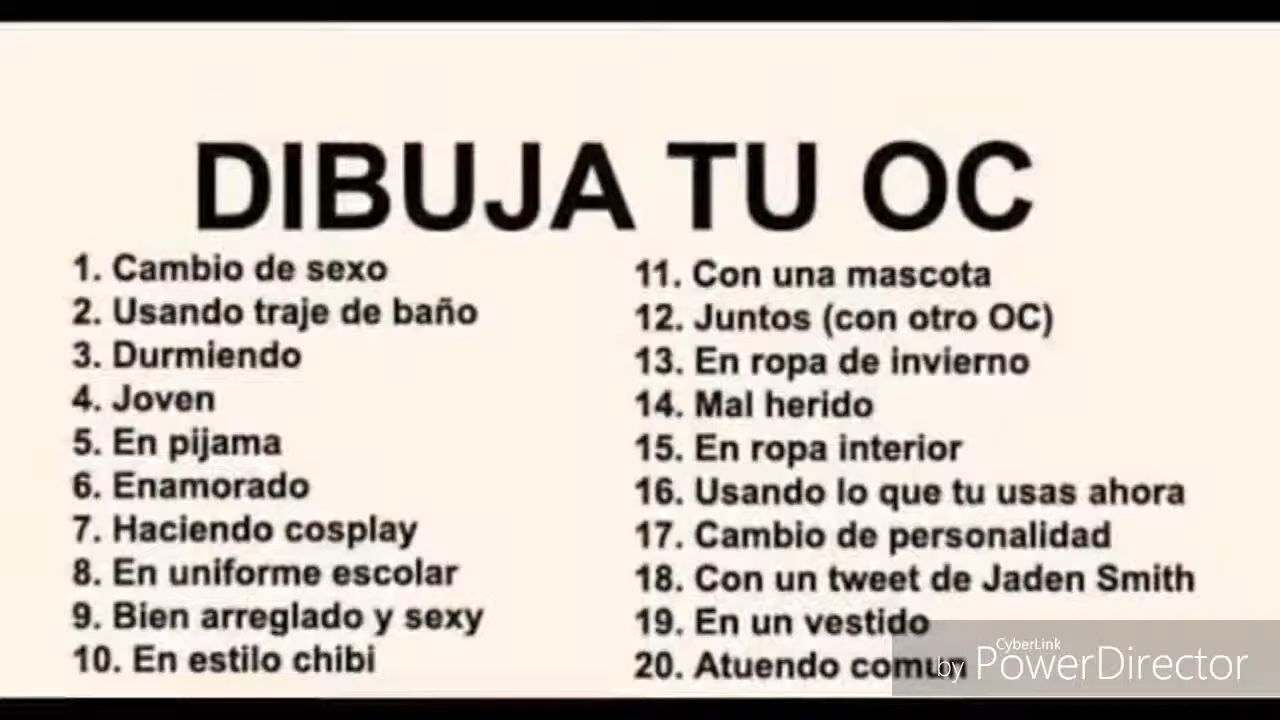 DIBUJA TU OC
1. Cambio de sexo
2. Usando traje de baño
3. Durmiendo
4. Joven
5. En pijama
6. Enamorado
7. Haciendo cosplay
8. En uniforme escolar
9. Bien arreglado y sexy
10. En estilo chibi
11. Con una mascota
12. Juntos (con otro OC)
13. En ropa de invierno
14. Mal herido
15. En ropa interior
16. Usando lo que tu usas ahora
17. Cambio de personalidad
18. Con un tweet de Jaden Smith
19. En un vestido
20. Atuendo comun
CyberLink
by PowerDirector